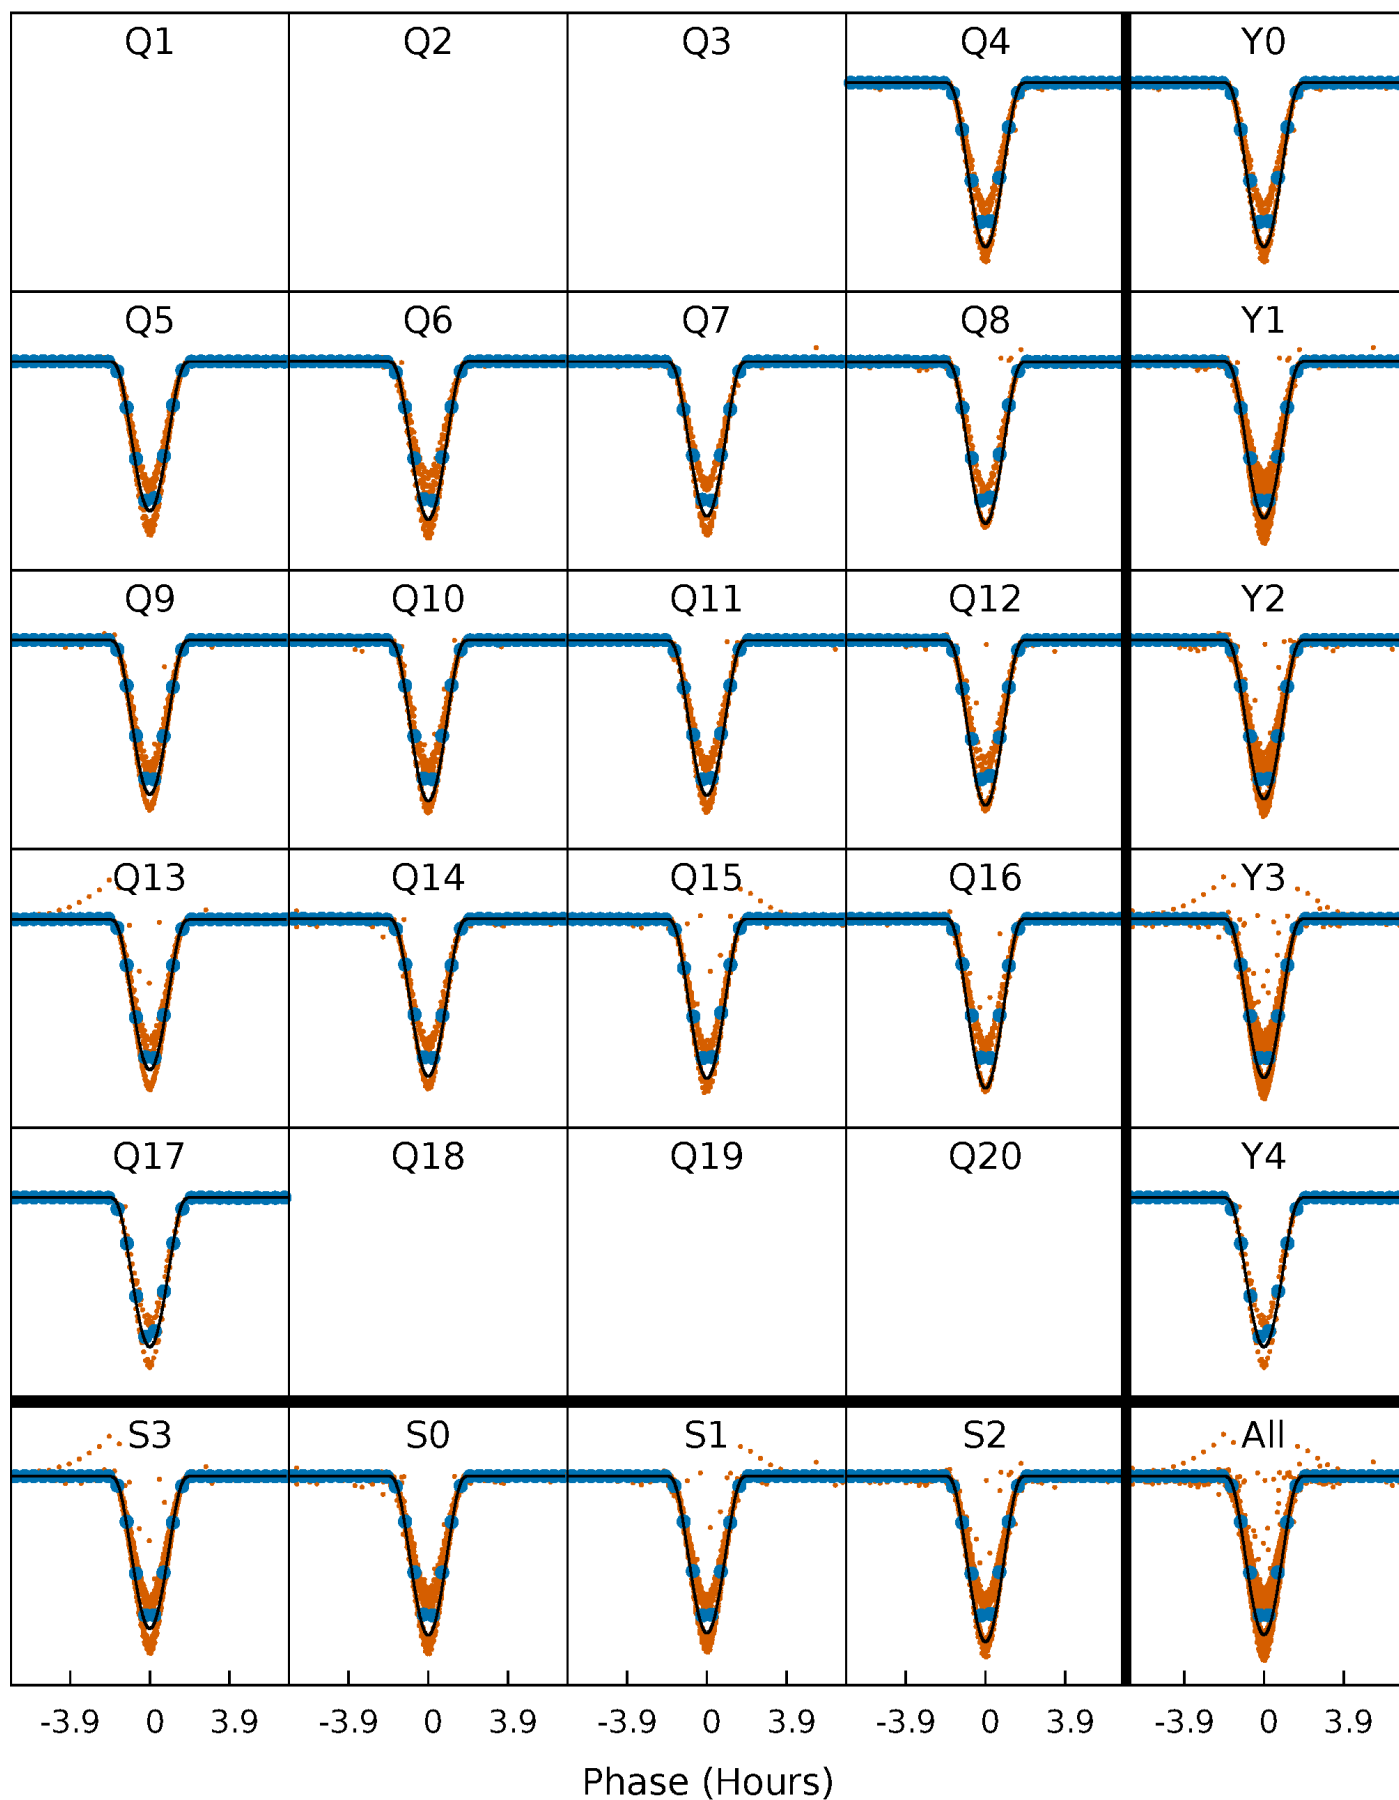 Q1 Q2 Q3 Q4 Y0
Q5 Q6 Q7 Q8 Y1
Q9 Q10 Q11 Q12 Y2
Q13 Q14 Q15 Q16 Y3
Q17 Q18 Q19 Q20 Y4
S3 S0 S1 S2 All
-3.9 0 3.9 -3.9 0 3.9 -3.9 0 3.9 -3.9 0 3.9 -3.9 0 3.9
Phase (Hours)